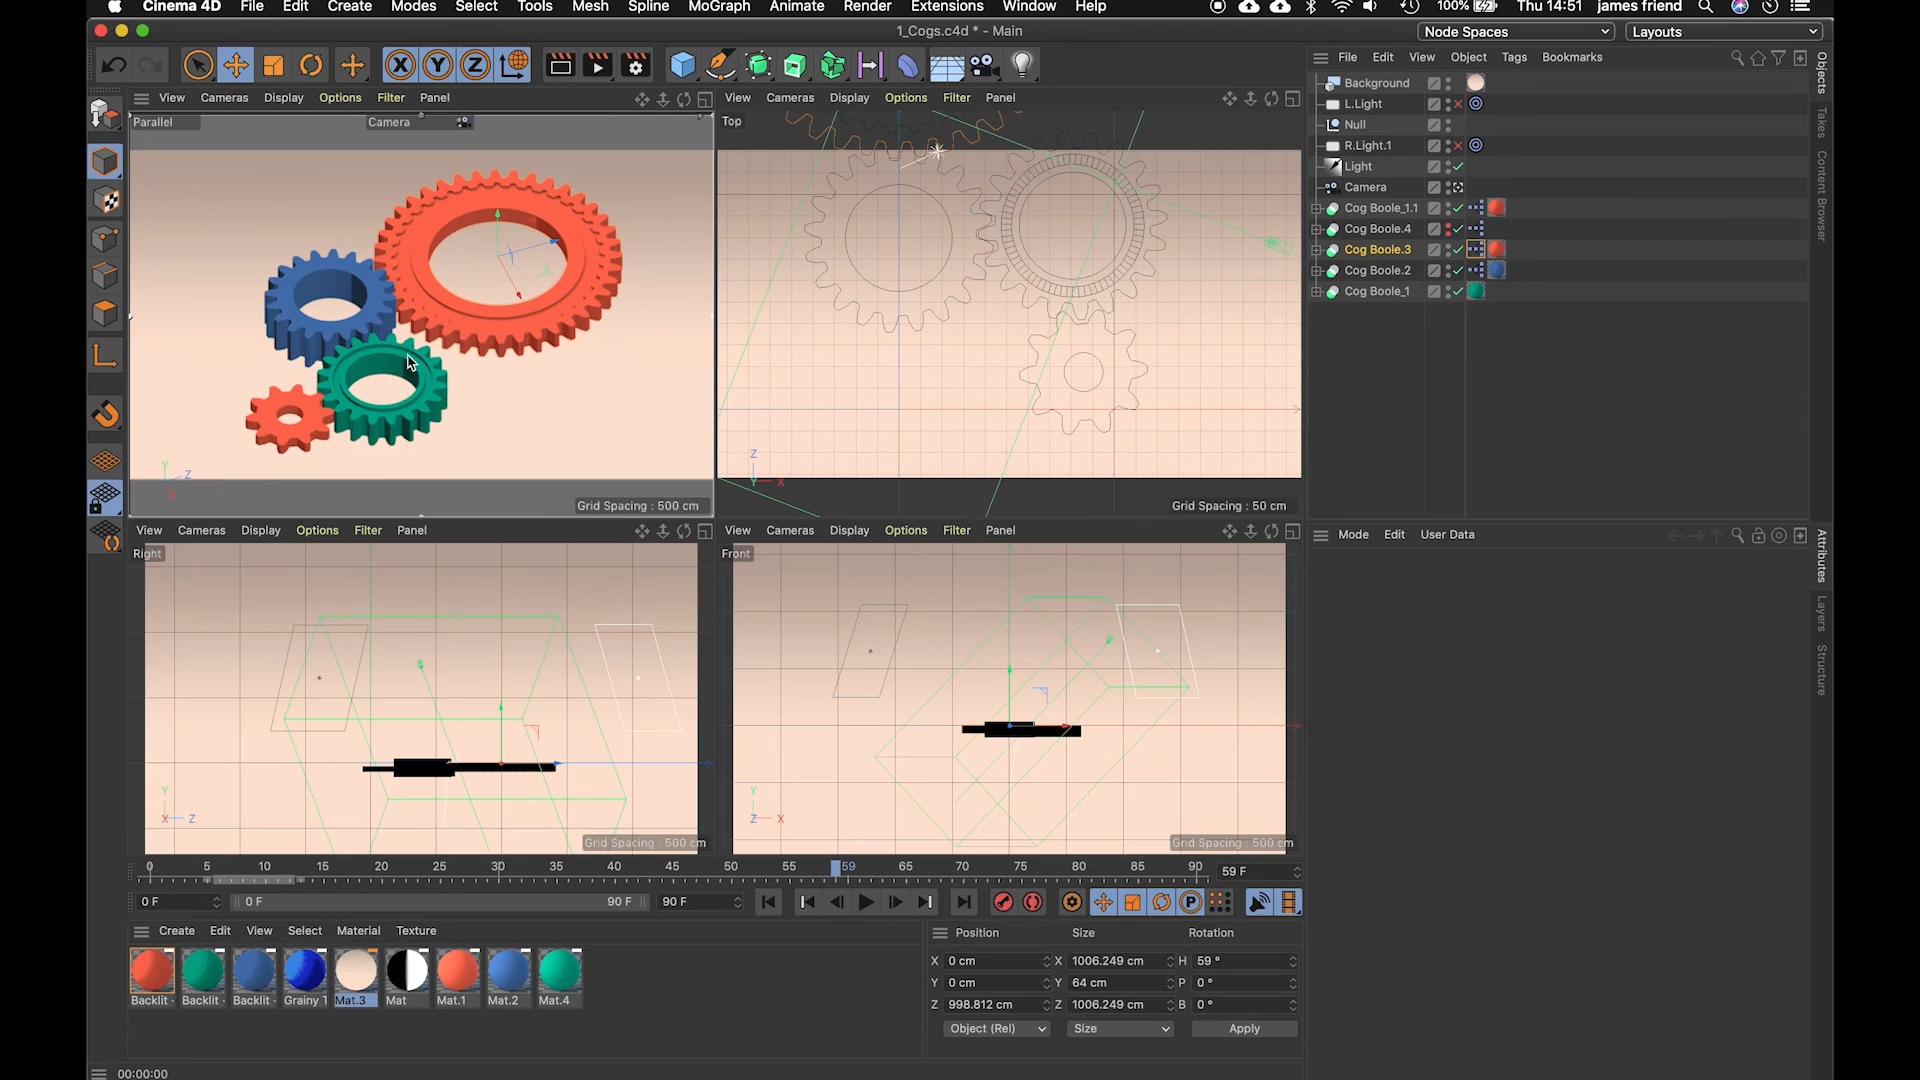 Cinema 4D File Edit Create Modes Select Tools Mesh Spline MoGraph Animate Render Extensions Window Help 100% Thu 14:51 james friend
1_Cogs.c4d * - Main
Node Spaces Layouts
File Edit View Object Tags Bookmarks
View Cameras Display Options Filter Panel
View Cameras Display Options Filter Panel
Parallel Camera
Top
Background
L.Light
Null
R.Light.1
Light
Camera
Cog Boole_1.1
Cog Boole.4
Cog Boole.3
Cog Boole.2
Cog Boole_1
Objects
Takes
Content Browser
Y Z X
Z Y X
Grid Spacing : 500 cm
Grid Spacing : 50 cm
View Cameras Display Options Filter Panel
View Cameras Display Options Filter Panel
Mode Edit User Data
Attributes
Layers
Structure
Right
Front
Y X Z
Y Z X
Grid Spacing : 500 cm
Grid Spacing : 500 cm
0 5 10 15 20 25 30 35 40 45 50 55 59 65 70 75 80 85 90 59 F
0 F 0 F 90 F 90 F
Create Edit View Select Material Texture
Backlit Backlit Backlit Grainy Mat.3 Mat Mat.1 Mat.2 Mat.4
Position Size Rotation
X 0 cm X 1006.249 cm H 59 °
Y 0 cm Y 64 cm P 0 °
Z 998.812 cm Z 1006.249 cm B 0 °
Object (Rel) Size Apply
00:00:00